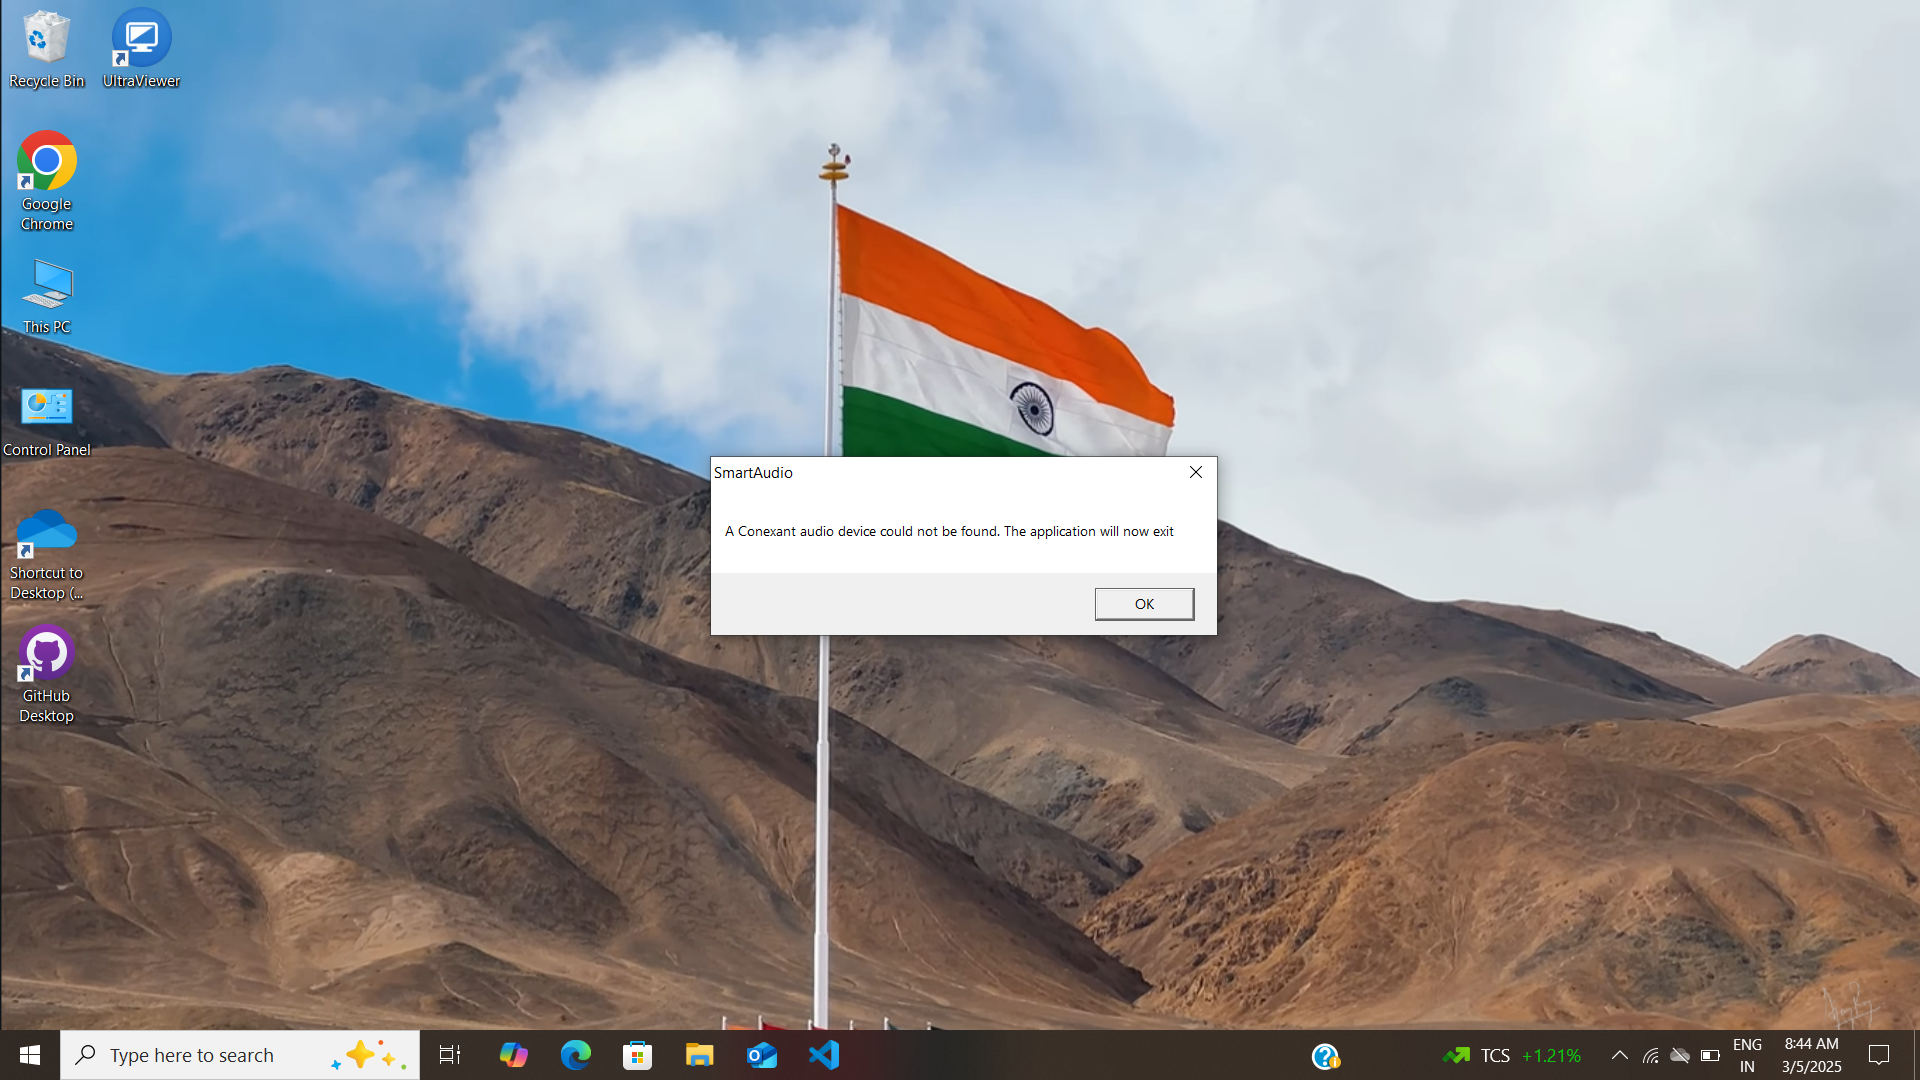 Recycle Bin
UltraViewer
Google
Chrome
This PC
Control Panel
Shortcut to
Desktop (...
GitHub
Desktop
SmartAudio
A Conexant audio device could not be found. The application will now exit
OK
Type here to search
TCS +1.21%
ENG
IN
8:44 AM
3/5/2025